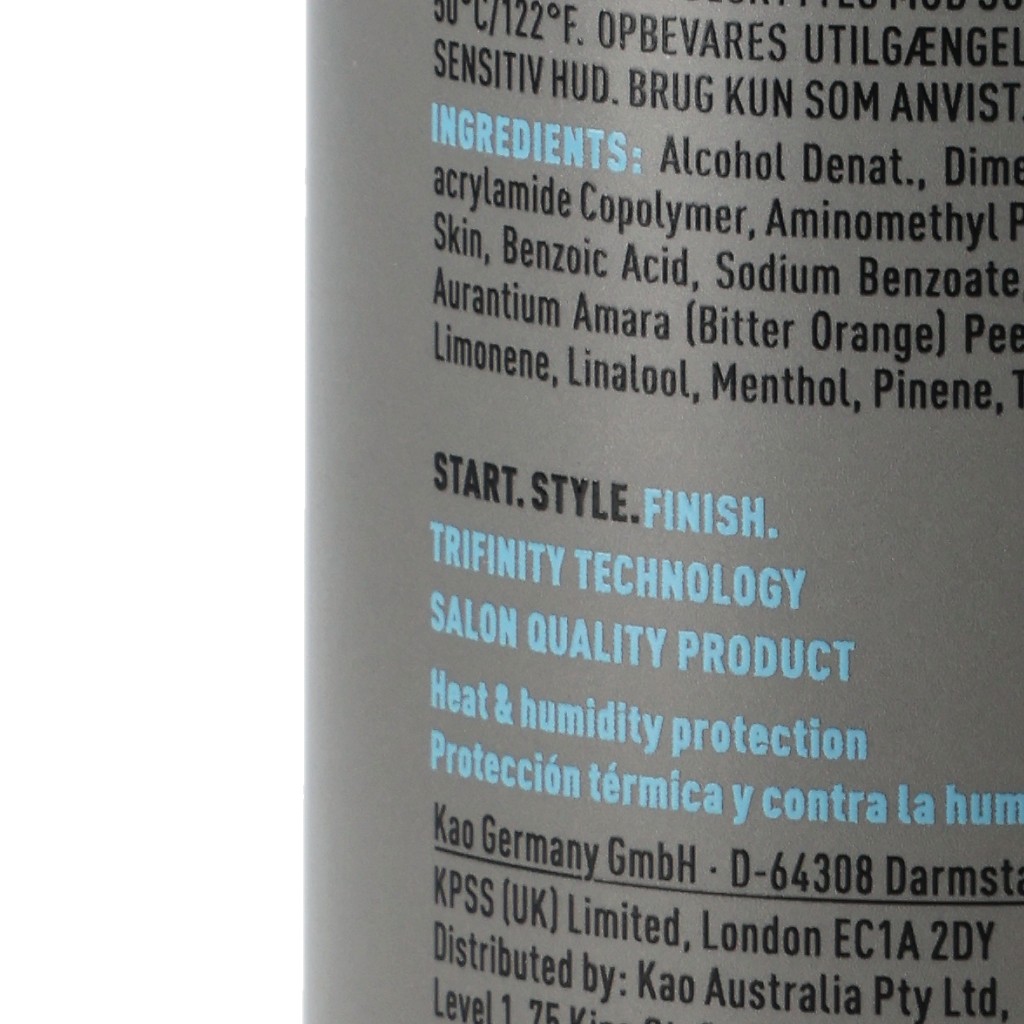 50°C/122°F. OPBEVARES UTILGÆNGEL
SENSITIV HUD. BRUG KUN SOM ANVIST.
INGREDIENTS: Alcohol Denat., Dime
acrylamide Copolymer, Aminomethyl P
Skin, Benzoic Acid, Sodium Benzoate
Aurantium Amara (Bitter Orange) Pee
Limonene, Linalool, Menthol, Pinene, T
START. STYLE. FINISH.
TRIFINITY TECHNOLOGY
SALON QUALITY PRODUCT
Heat & humidity protection
Protección térmica y contra la hum
Kao Germany GmbH · D-64308 Darmsta
KPSS (UK) Limited, London EC1A 2DY
Distributed by: Kao Australia Pty Ltd,
Level 1, 75